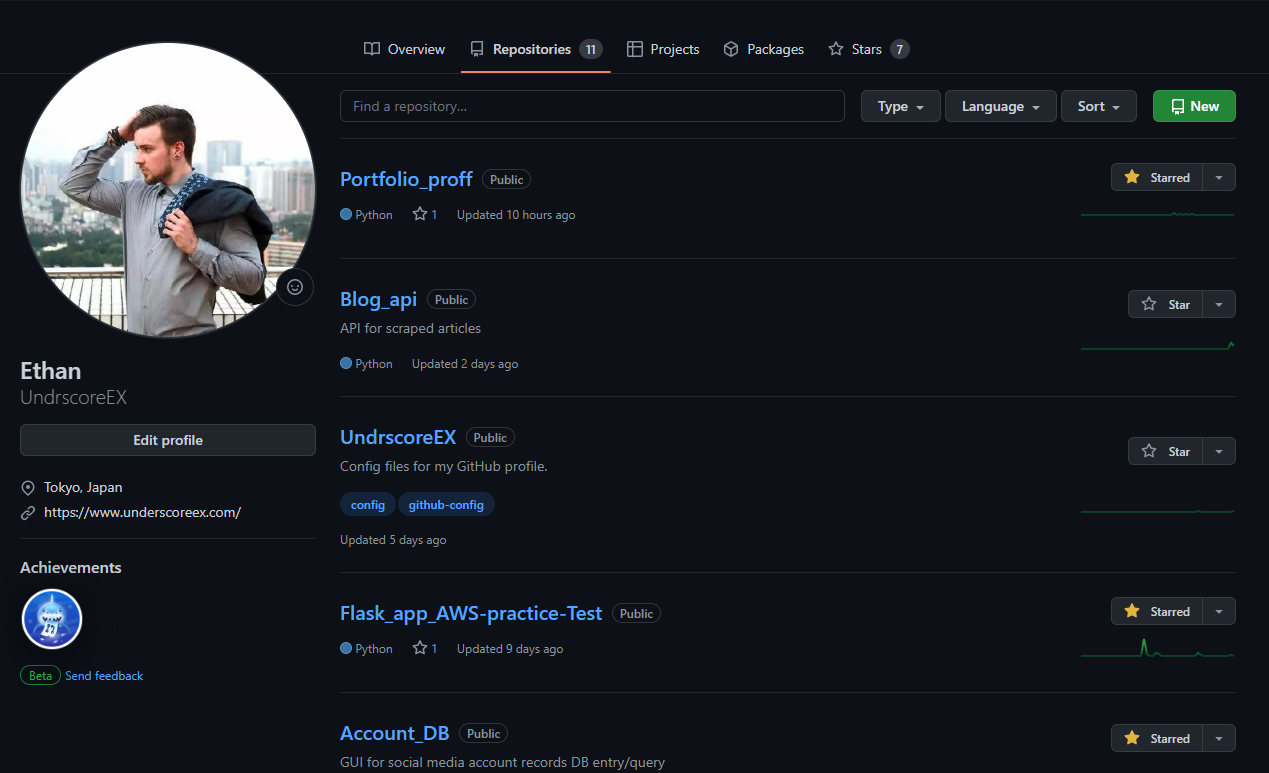 Overview Repositories 11 Projects Packages Stars 7
Find a repository... Type Language Sort New
Portfolio_proff Public Starred
Python 1 Updated 10 hours ago
Blog_api Public Star
API for scraped articles
Python Updated 2 days ago
Ethan
UndrscoreEX
Edit profile
Tokyo, Japan
https://www.underscoreex.com/
Achievements
Beta Send feedback
UndrscoreEX Public Star
Config files for my GitHub profile.
config github-config
Updated 5 days ago
Flask_app_AWS-practice-Test Public Starred
Python 1 Updated 9 days ago
Account_DB Public Starred
GUI for social media account records DB entry/query